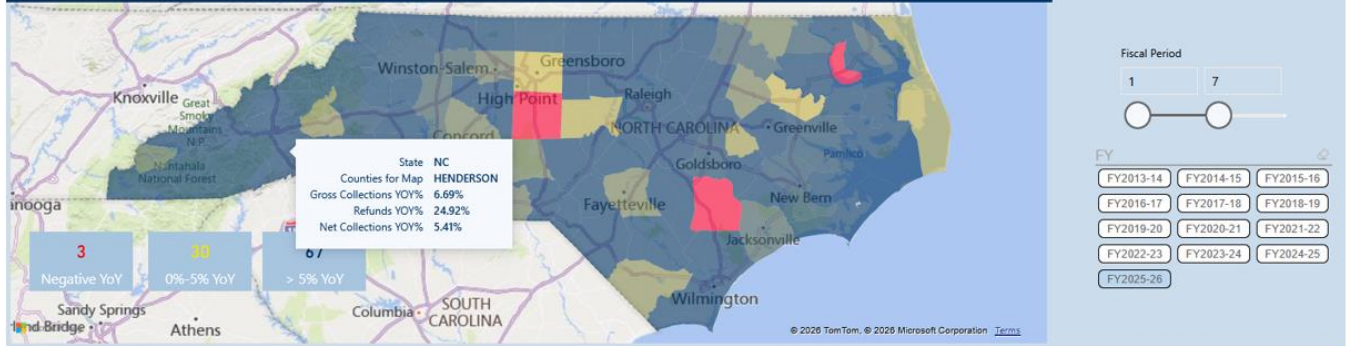 Winston-Salem
Greensboro
Knoxville
Great
Smoky
Mountains
N.P.
High Point
Raleigh
Concord
NORTH CAROLINA
Greenville
Nantahala
National Forest
Goldsboro
Pamlico
State NC
Counties for Map HENDERSON
Gross Collections YOY% 6.69%
Refunds YOY% 24.92%
Net Collections YOY% 5.41%
nooga
Fayetteville
New Bern
Jacksonville
3
Negative YoY
30
0%-5% YoY
67
> 5% YoY
Wilmington
Sandy Springs
Athens
Columbia
SOUTH
CAROLINA
© 2026 TomTom, © 2026 Microsoft Corporation Terms
Fiscal Period
1 7
FY
FY2013-14 FY2014-15 FY2015-16
FY2016-17 FY2017-18 FY2018-19
FY2019-20 FY2020-21 FY2021-22
FY2022-23 FY2023-24 FY2024-25
FY2025-26